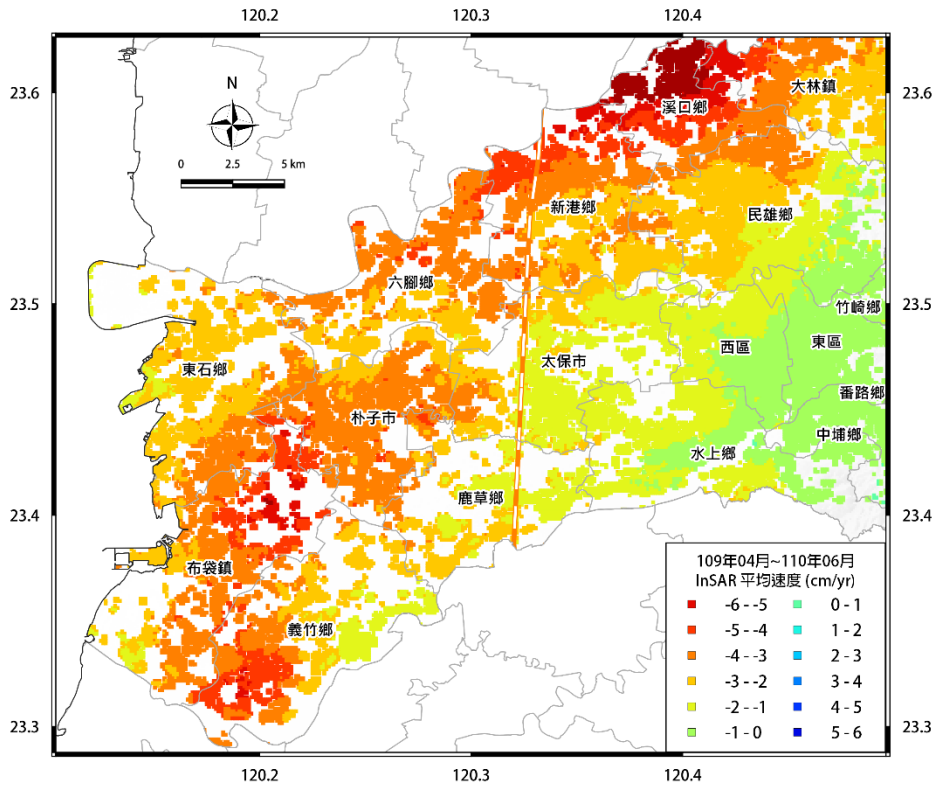 120.2 120.3 120.4
23.6 23.6
N
大林鎮
溪口鄉
0 2.5 5 km
新港鄉
民雄鄉
六腳鄉
23.5 23.5
竹崎鄉
西區
東區
太保市
東石鄉
番路鄉
朴子市
中埔鄉
水上鄉
鹿草鄉
23.4 23.4
布袋鎮
義竹鄉
109年04月~110年06月
InSAR 平均速度 (cm/yr)
-6 - -5 0 - 1
-5 - -4 1 - 2
-4 - -3 2 - 3
-3 - -2 3 - 4
-2 - -1 4 - 5
-1 - 0 5 - 6
23.3 23.3
120.2 120.3 120.4